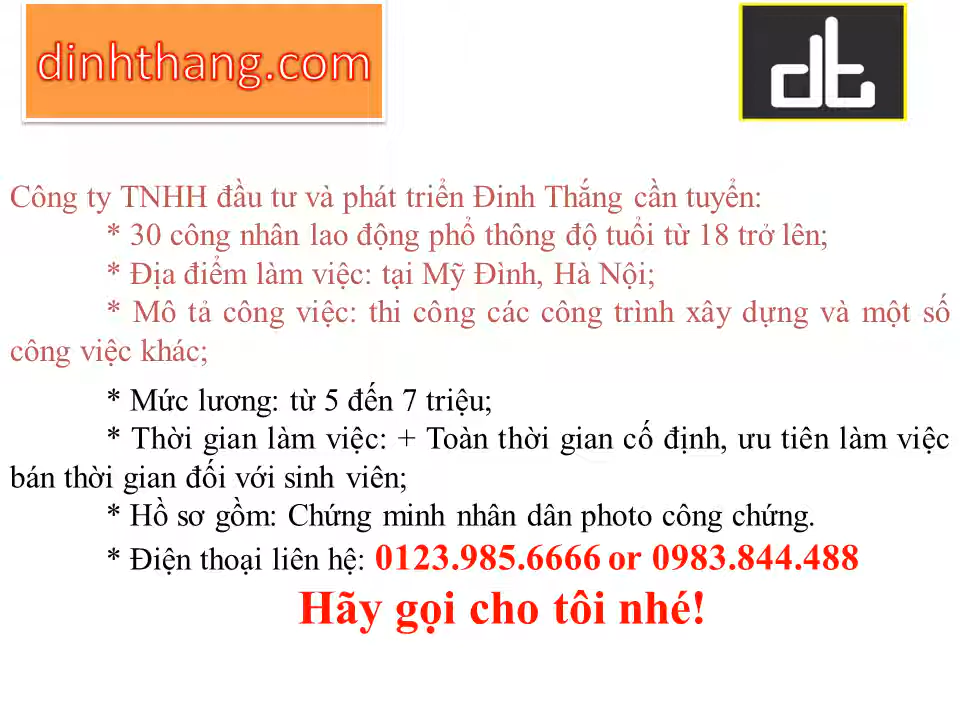 dinhthang.com
dt
Công ty TNHH đầu tư và phát triển Đinh Thắng cần tuyển:
* 30 công nhân lao động phổ thông độ tuổi từ 18 trở lên;
* Địa điểm làm việc: tại Mỹ Đình, Hà Nội;
* Mô tả công việc: thi công các công trình xây dựng và một số
công việc khác;
* Mức lương: từ 5 đến 7 triệu;
* Thời gian làm việc: + Toàn thời gian cố định, ưu tiên làm việc
bán thời gian đối với sinh viên;
* Hồ sơ gồm: Chứng minh nhân dân photo công chứng.
* Điện thoại liên hệ: 0123.985.6666 or 0983.844.488
Hãy gọi cho tôi nhé!